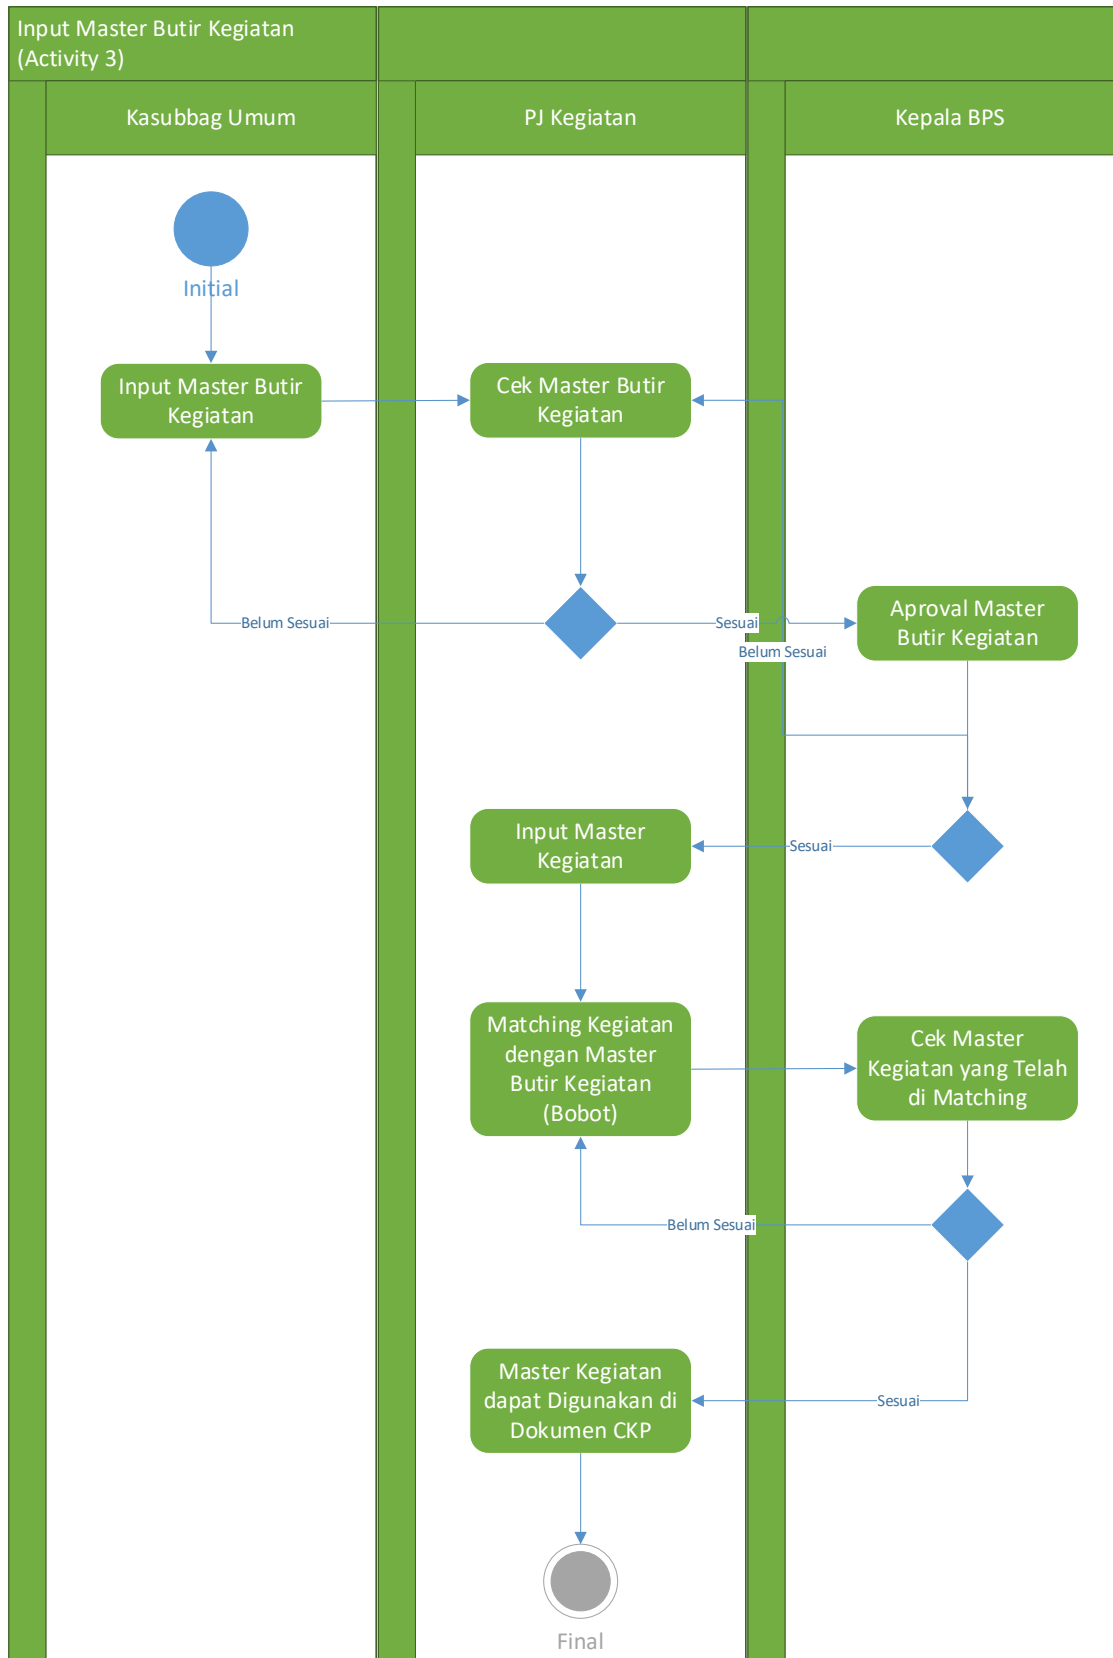 Input Master Butir Kegiatan
(Activity 3)
Kasubbag Umum
PJ Kegiatan
Kepala BPS
Initial
Input Master Butir
Kegiatan
Cek Master Butir
Kegiatan
Belum Sesuai
Sesuai
Aproval Master
Butir Kegiatan
Belum Sesuai
Input Master
Kegiatan
Sesuai
Matching Kegiatan
dengan Master
Butir Kegiatan
(Bobot)
Cek Master
Kegiatan yang Telah
di Matching
Belum Sesuai
Master Kegiatan
dapat Digunakan di
Dokumen CKP
Sesuai
Final